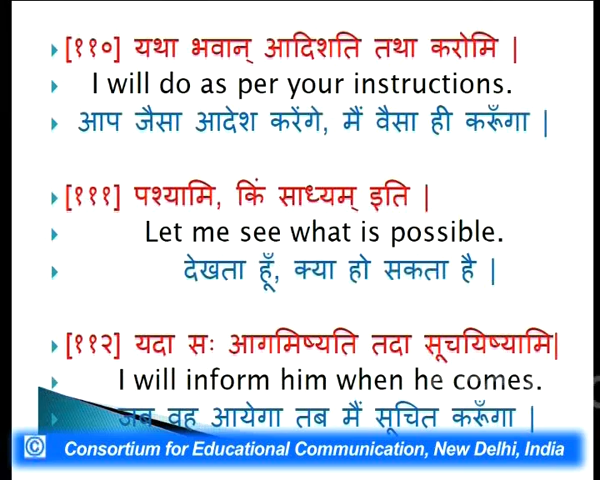 [११०] यथा भवान् आदिशति तथा करोमि |
I will do as per your instructions.
आप जैसा आदेश करेंगे, मैं वैसा ही करूँगा |
[१११] पश्यामि, किं साध्यम् इति |
Let me see what is possible.
देखता हूँ, क्या हो सकता है |
[११२] यदा सः आगमिष्यति तदा सूचयिष्यामि|
I will inform him when he comes.
जब वह आयेगा तब मैं सूचित करूँगा |
© Consortium for Educational Communication, New Delhi, India